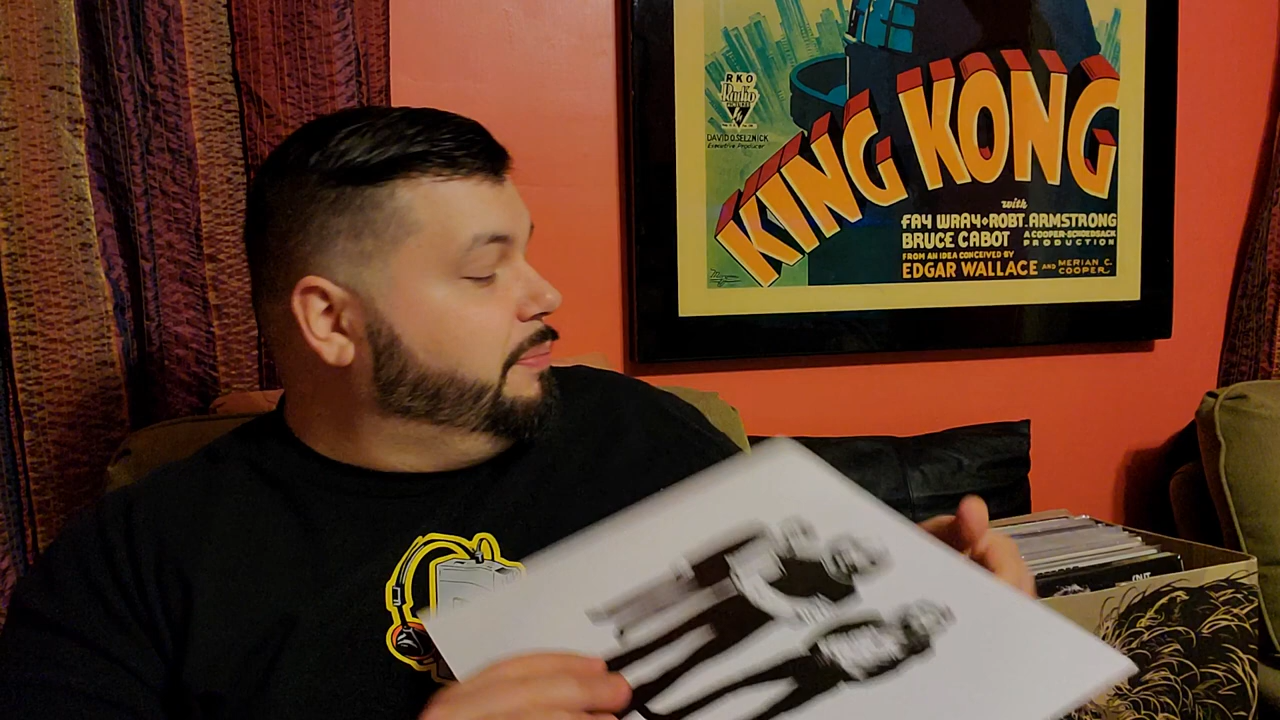 RKO
Radio
PICTURES
DAVID O. SELZNICK
Executive Producer
KING KONG
with
FAY WRAY • ROBT. ARMSTRONG
BRUCE CABOT
A COOPER-SCHOEDSACK
PRODUCTION
FROM AN IDEA CONCEIVED BY
EDGAR WALLACE AND MERIAN C.
COOPER